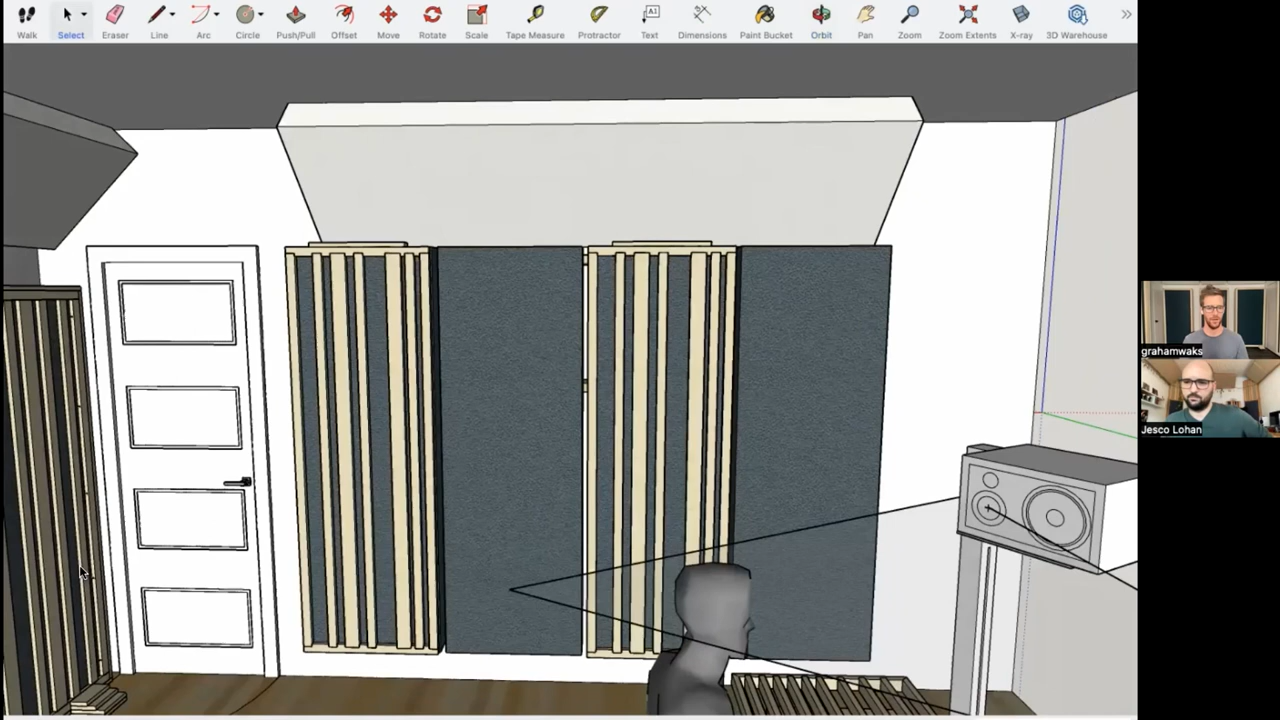 Walk Select Eraser Line Arc Circle Push/Pull Offset Move Rotate Scale Tape Measure Protractor Text Dimensions Paint Bucket Orbit Pan Zoom Zoom Extents X-ray 3D Warehouse
A1
grahamwaks
Jesco Lohan